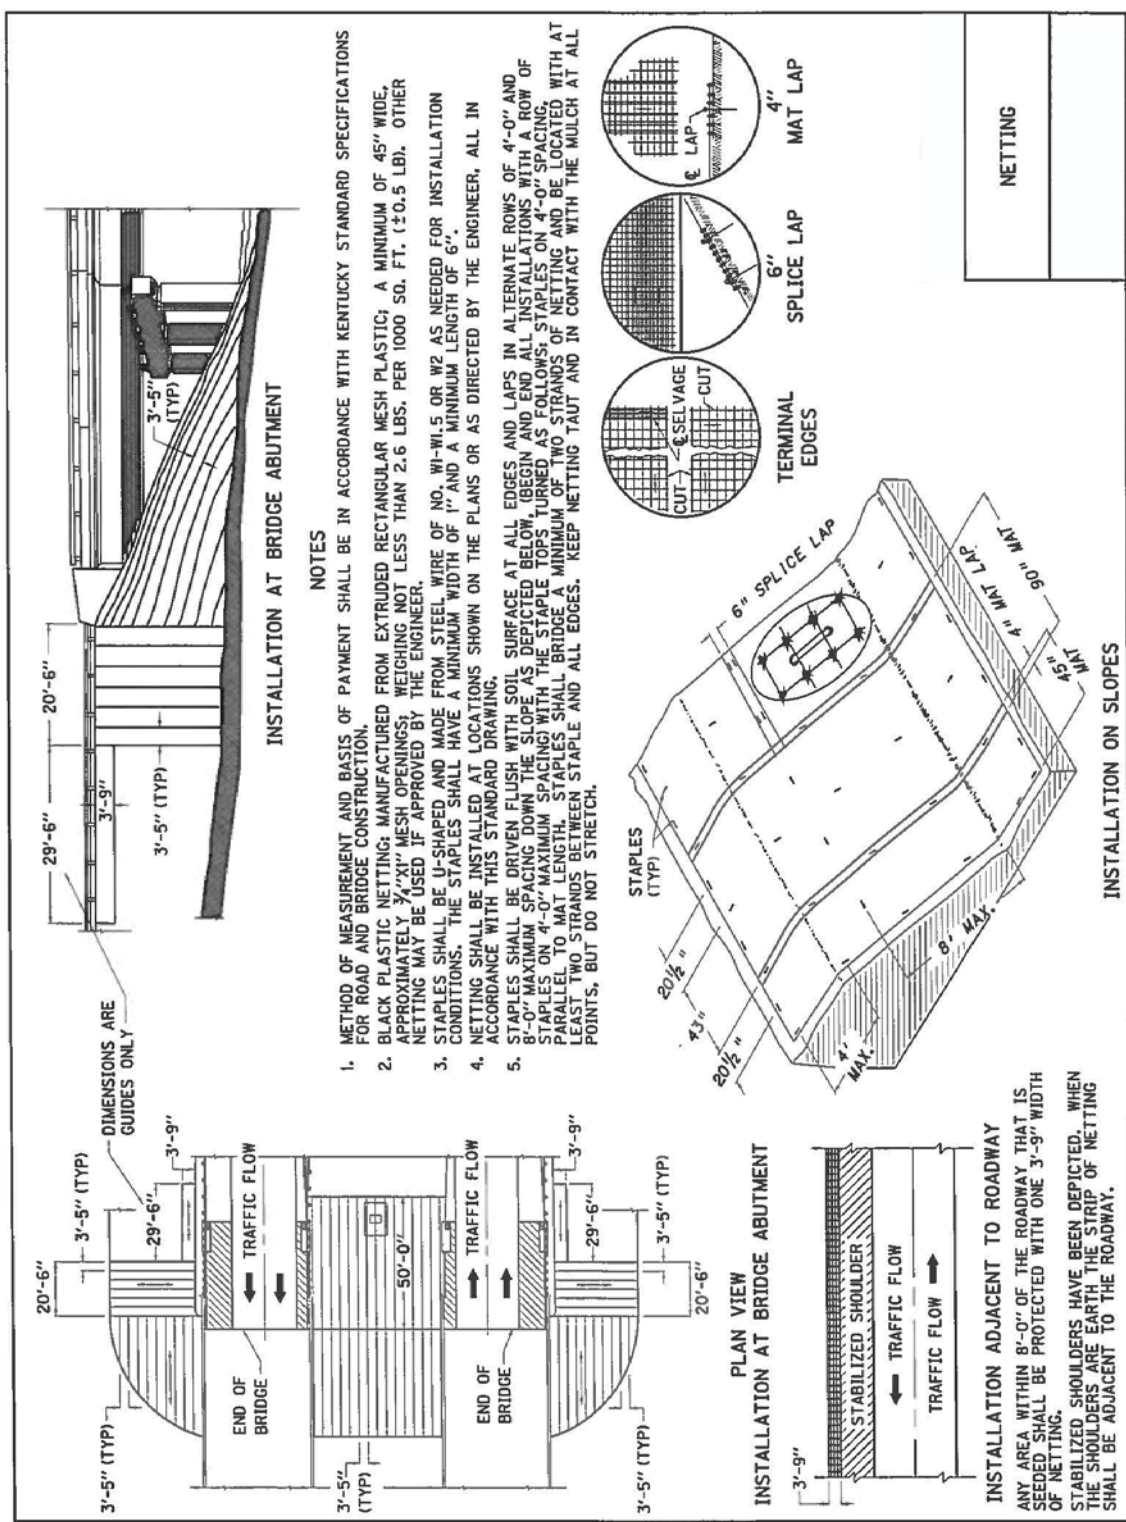 DIMENSIONS ARE
GUIDES ONLY
29'-6"
20'-6"
3'-9"
3'-5" (TYP)
3'-5"
(TYP)
INSTALLATION AT BRIDGE ABUTMENT
20'-6"
3'-5" (TYP)
29'-6"
3'-9"
3'-5" (TYP)
END OF
BRIDGE
TRAFFIC FLOW
50'-0"
3'-5"
(TYP)
TRAFFIC FLOW
END OF
BRIDGE
3'-9"
29'-6"
3'-5" (TYP)
20'-6"
3'-5" (TYP)
PLAN VIEW
INSTALLATION AT BRIDGE ABUTMENT
3'-9"
STABILIZED SHOULDER
TRAFFIC FLOW
TRAFFIC FLOW
INSTALLATION ADJACENT TO ROADWAY
ANY AREA WITHIN 8'-0" OF THE ROADWAY THAT IS
SEEDED SHALL BE PROTECTED WITH ONE 3'-9" WIDTH
OF NETTING.
STABILIZED SHOULDERS HAVE BEEN DEPICTED. WHEN
THE SHOULDERS ARE EARTH THE STRIP OF NETTING
SHALL BE ADJACENT TO THE ROADWAY.
NOTES
1. METHOD OF MEASUREMENT AND BASIS OF PAYMENT SHALL BE IN ACCORDANCE WITH KENTUCKY STANDARD SPECIFICATIONS
FOR ROAD AND BRIDGE CONSTRUCTION.
2. BLACK PLASTIC NETTING: MANUFACTURED FROM EXTRUDED RECTANGULAR MESH PLASTIC; A MINIMUM OF 45" WIDE,
APPROXIMATELY 3/4"X1" MESH OPENINGS; WEIGHING NOT LESS THAN 2.6 LBS. PER 1000 SQ. FT. (±0.5 LB). OTHER
NETTING MAY BE USED IF APPROVED BY THE ENGINEER.
3. STAPLES SHALL BE U-SHAPED AND MADE FROM STEEL WIRE OF NO. W1-W1.5 OR W2 AS NEEDED FOR INSTALLATION
CONDITIONS. THE STAPLES SHALL HAVE A MINIMUM WIDTH OF 1" AND A MINIMUM LENGTH OF 6".
4. NETTING SHALL BE INSTALLED AT LOCATIONS SHOWN ON THE PLANS OR AS DIRECTED BY THE ENGINEER, ALL IN
ACCORDANCE WITH THIS STANDARD DRAWING.
5. STAPLES SHALL BE DRIVEN FLUSH WITH SOIL SURFACE AT ALL EDGES AND LAPS IN ALTERNATE ROWS OF 4'-0" AND
8'-0" MAXIMUM SPACING DOWN THE SLOPE AS DEPICTED BELOW, (BEGIN AND END ALL INSTALLATIONS WITH A ROW OF
STAPLES ON 4'-0" MAXIMUM SPACING) WITH THE STAPLE TOPS TURNED AS FOLLOWS: STAPLES ON 4'-0" SPACING,
PARALLEL TO MAT LENGTH. STAPLES SHALL BRIDGE A MINIMUM OF TWO STRANDS OF NETTING AND BE LOCATED WITH AT
LEAST TWO STRANDS BETWEEN STAPLE AND ALL EDGES. KEEP NETTING TAUT AND IN CONTACT WITH THE MULCH AT ALL
POINTS, BUT DO NOT STRETCH.
STAPLES
(TYP)
20 1/2"
43"
20 1/2"
4'
MAX.
8' MAX.
6" SPLICE LAP
45"
MAT
4" MAT LAP
90" MAT
INSTALLATION ON SLOPES
CUT
℄ SELVAGE
CUT
TERMINAL
EDGES
6"
SPLICE LAP
℄ LAP
4"
MAT LAP
NETTING